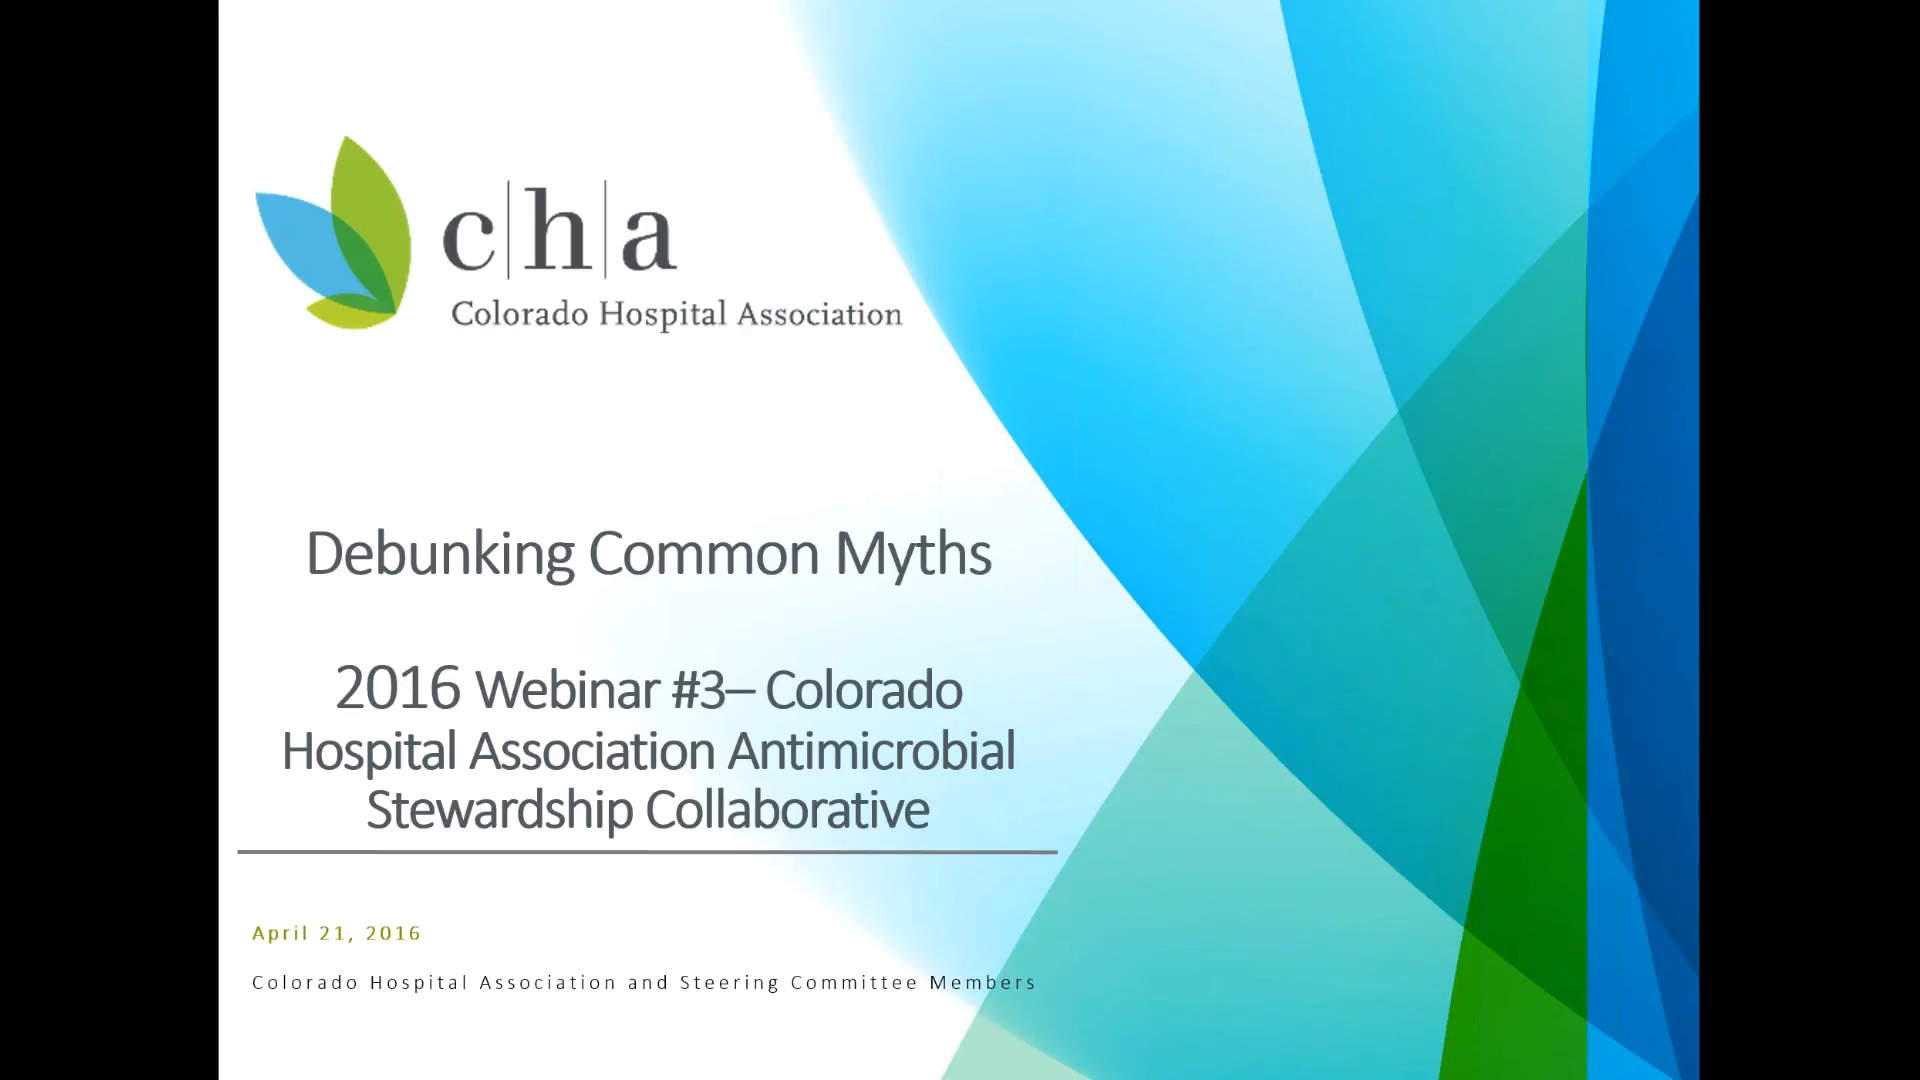 c|h|a
Colorado Hospital Association
Debunking Common Myths
2016 Webinar #3– Colorado
Hospital Association Antimicrobial
Stewardship Collaborative
April 21, 2016
Colorado Hospital Association and Steering Committee Members